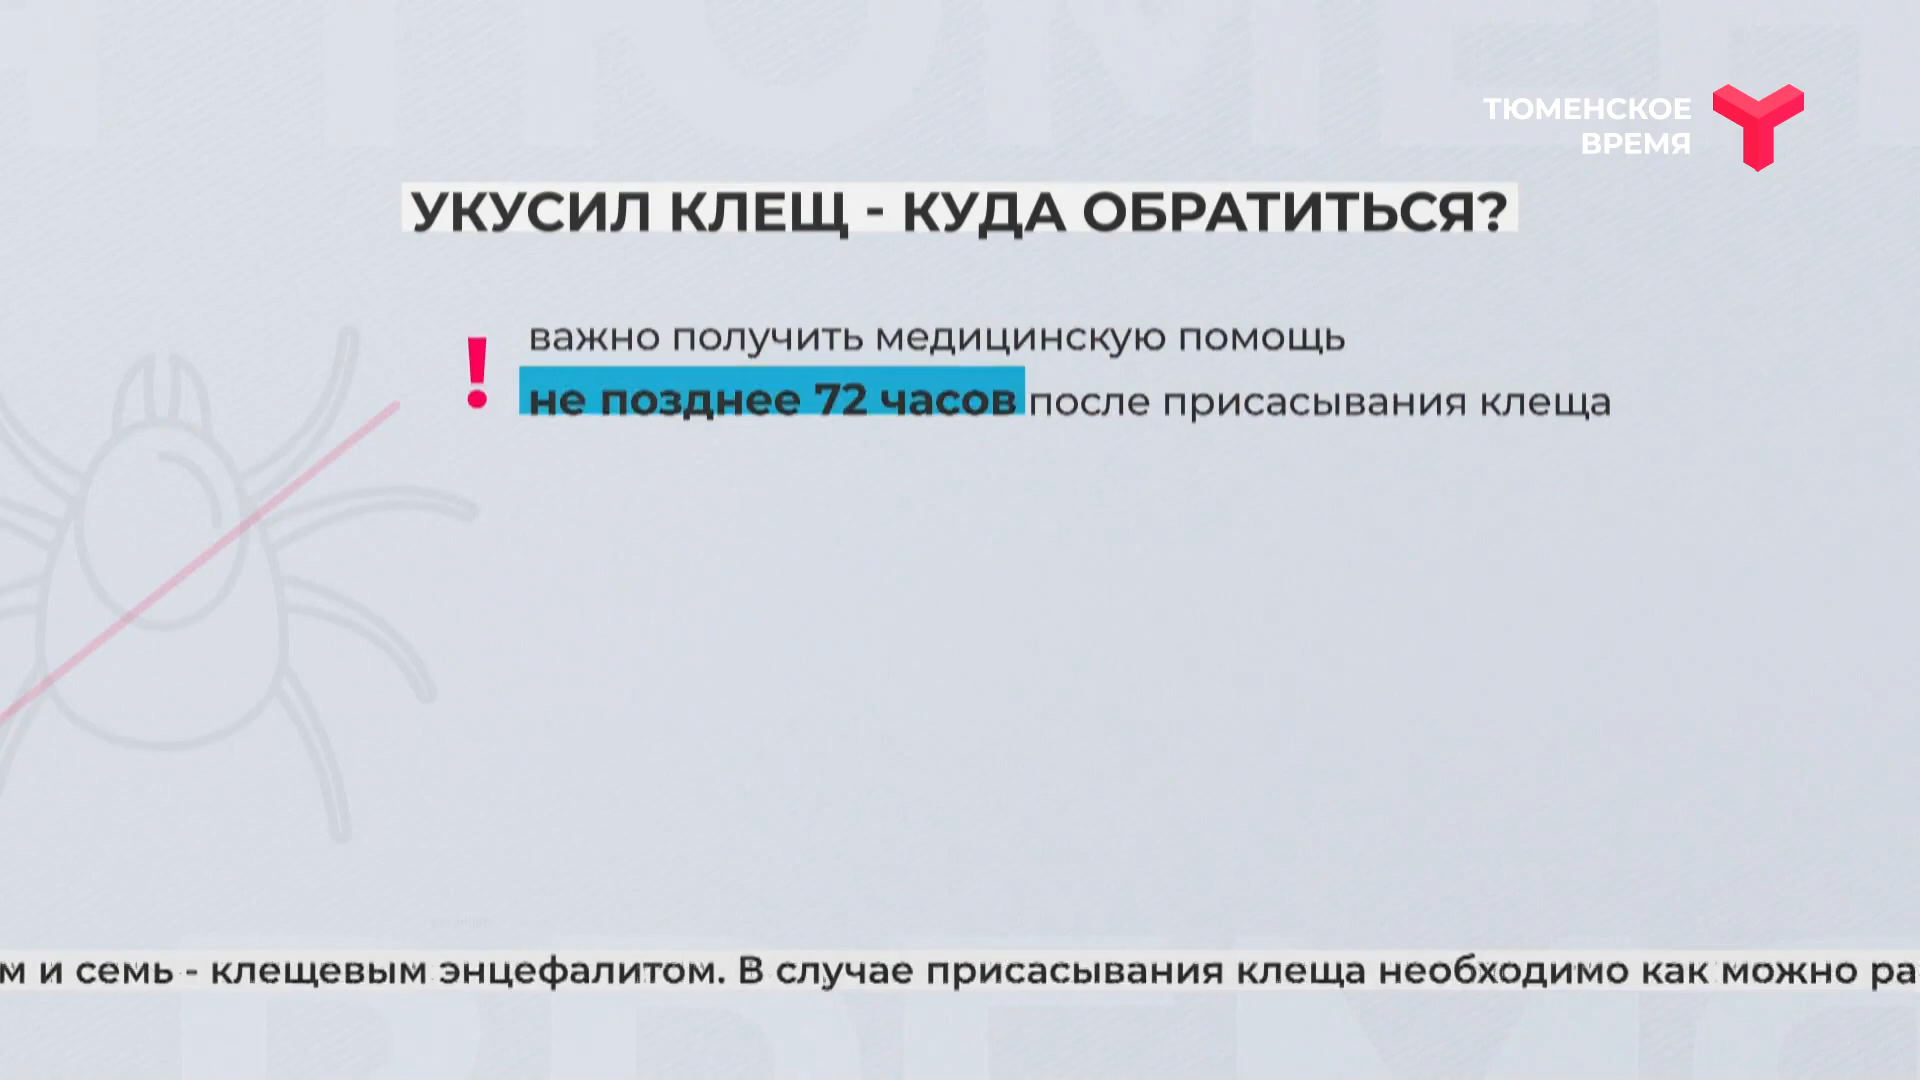 ТЮМЕНСКОЕ
ВРЕМЯ
УКУСИЛ КЛЕЩ - КУДА ОБРАТИТЬСЯ?
! важно получить медицинскую помощь
не позднее 72 часов после присасывания клеща
м и семь - клещевым энцефалитом. В случае присасывания клеща необходимо как можно ра